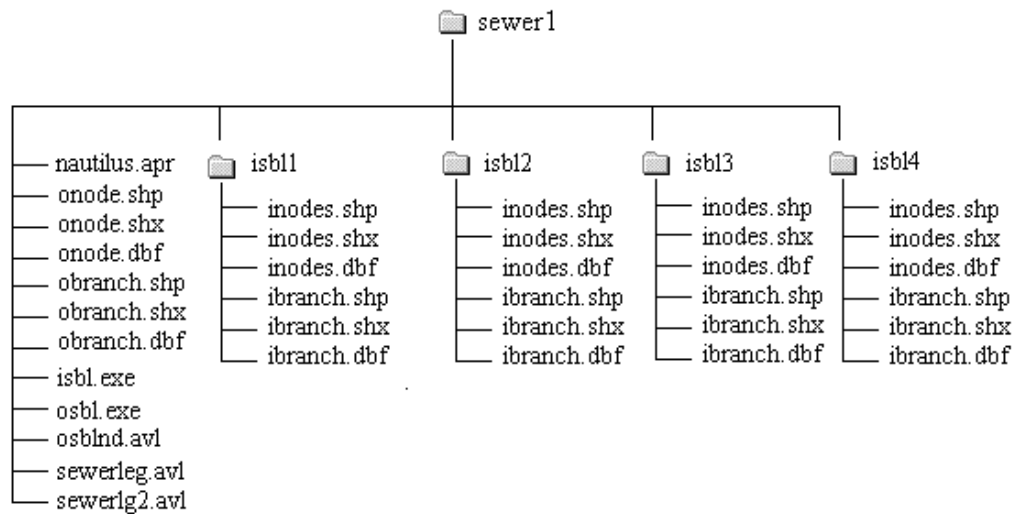 sewer1
nautilus.apr
onode.shp
onode.shx
onode.dbf
obranch.shp
obranch.shx
obranch.dbf
isbl.exe
osbl.exe
osblnd.avl
sewerleg.avl
sewerlg2.avl
isbl1
inodes.shp
inodes.shx
inodes.dbf
ibranch.shp
ibranch.shx
ibranch.dbf
isbl2
inodes.shp
inodes.shx
inodes.dbf
ibranch.shp
ibranch.shx
ibranch.dbf
isbl3
inodes.shp
inodes.shx
inodes.dbf
ibranch.shp
ibranch.shx
ibranch.dbf
isbl4
inodes.shp
inodes.shx
inodes.dbf
ibranch.shp
ibranch.shx
ibranch.dbf